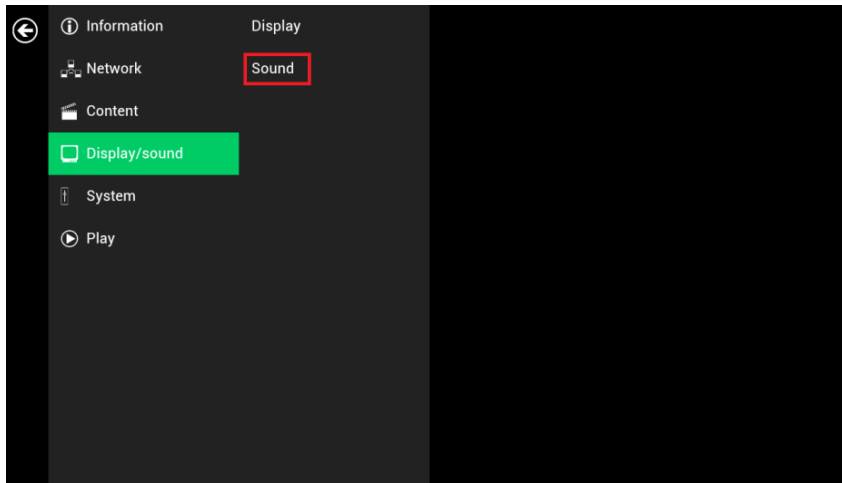 Information
Network
Content
Display/sound
System
Play
Display
Sound